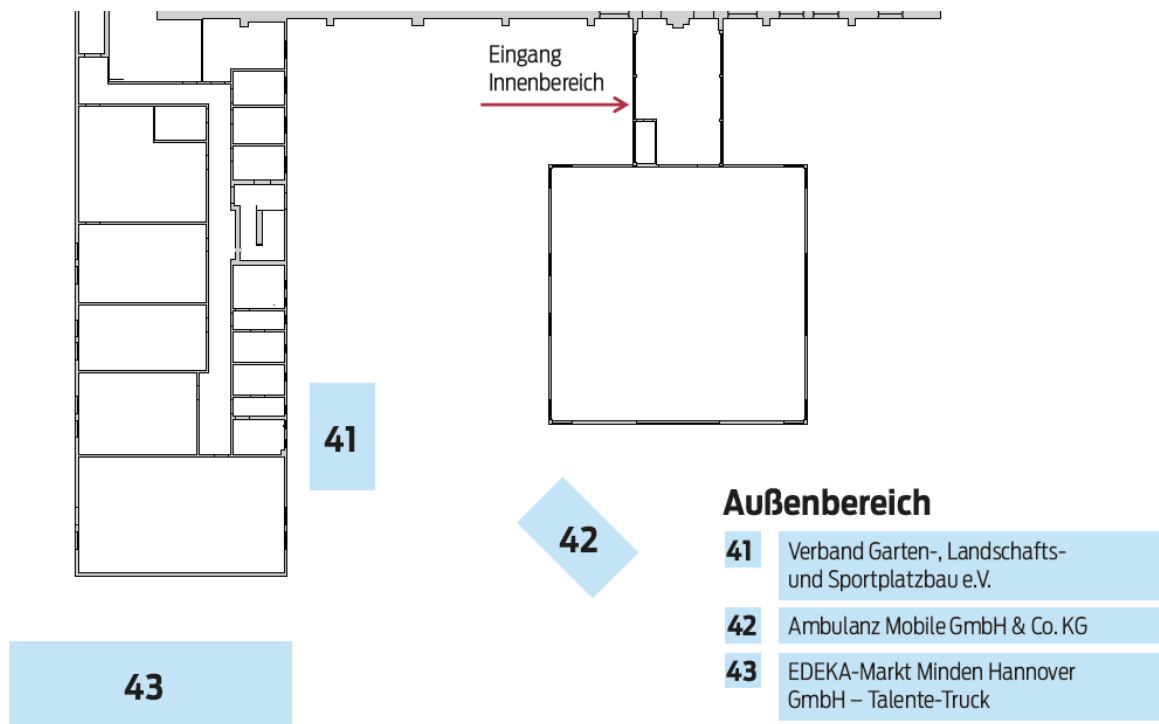 Eingang
Innenbereich
41
42
43
Außenbereich
41 Verband Garten-, Landschafts-
und Sportplatzbau e.V.
42 Ambulanz Mobile GmbH & Co. KG
43 EDEKA-Markt Minden Hannover
GmbH – Talente-Truck